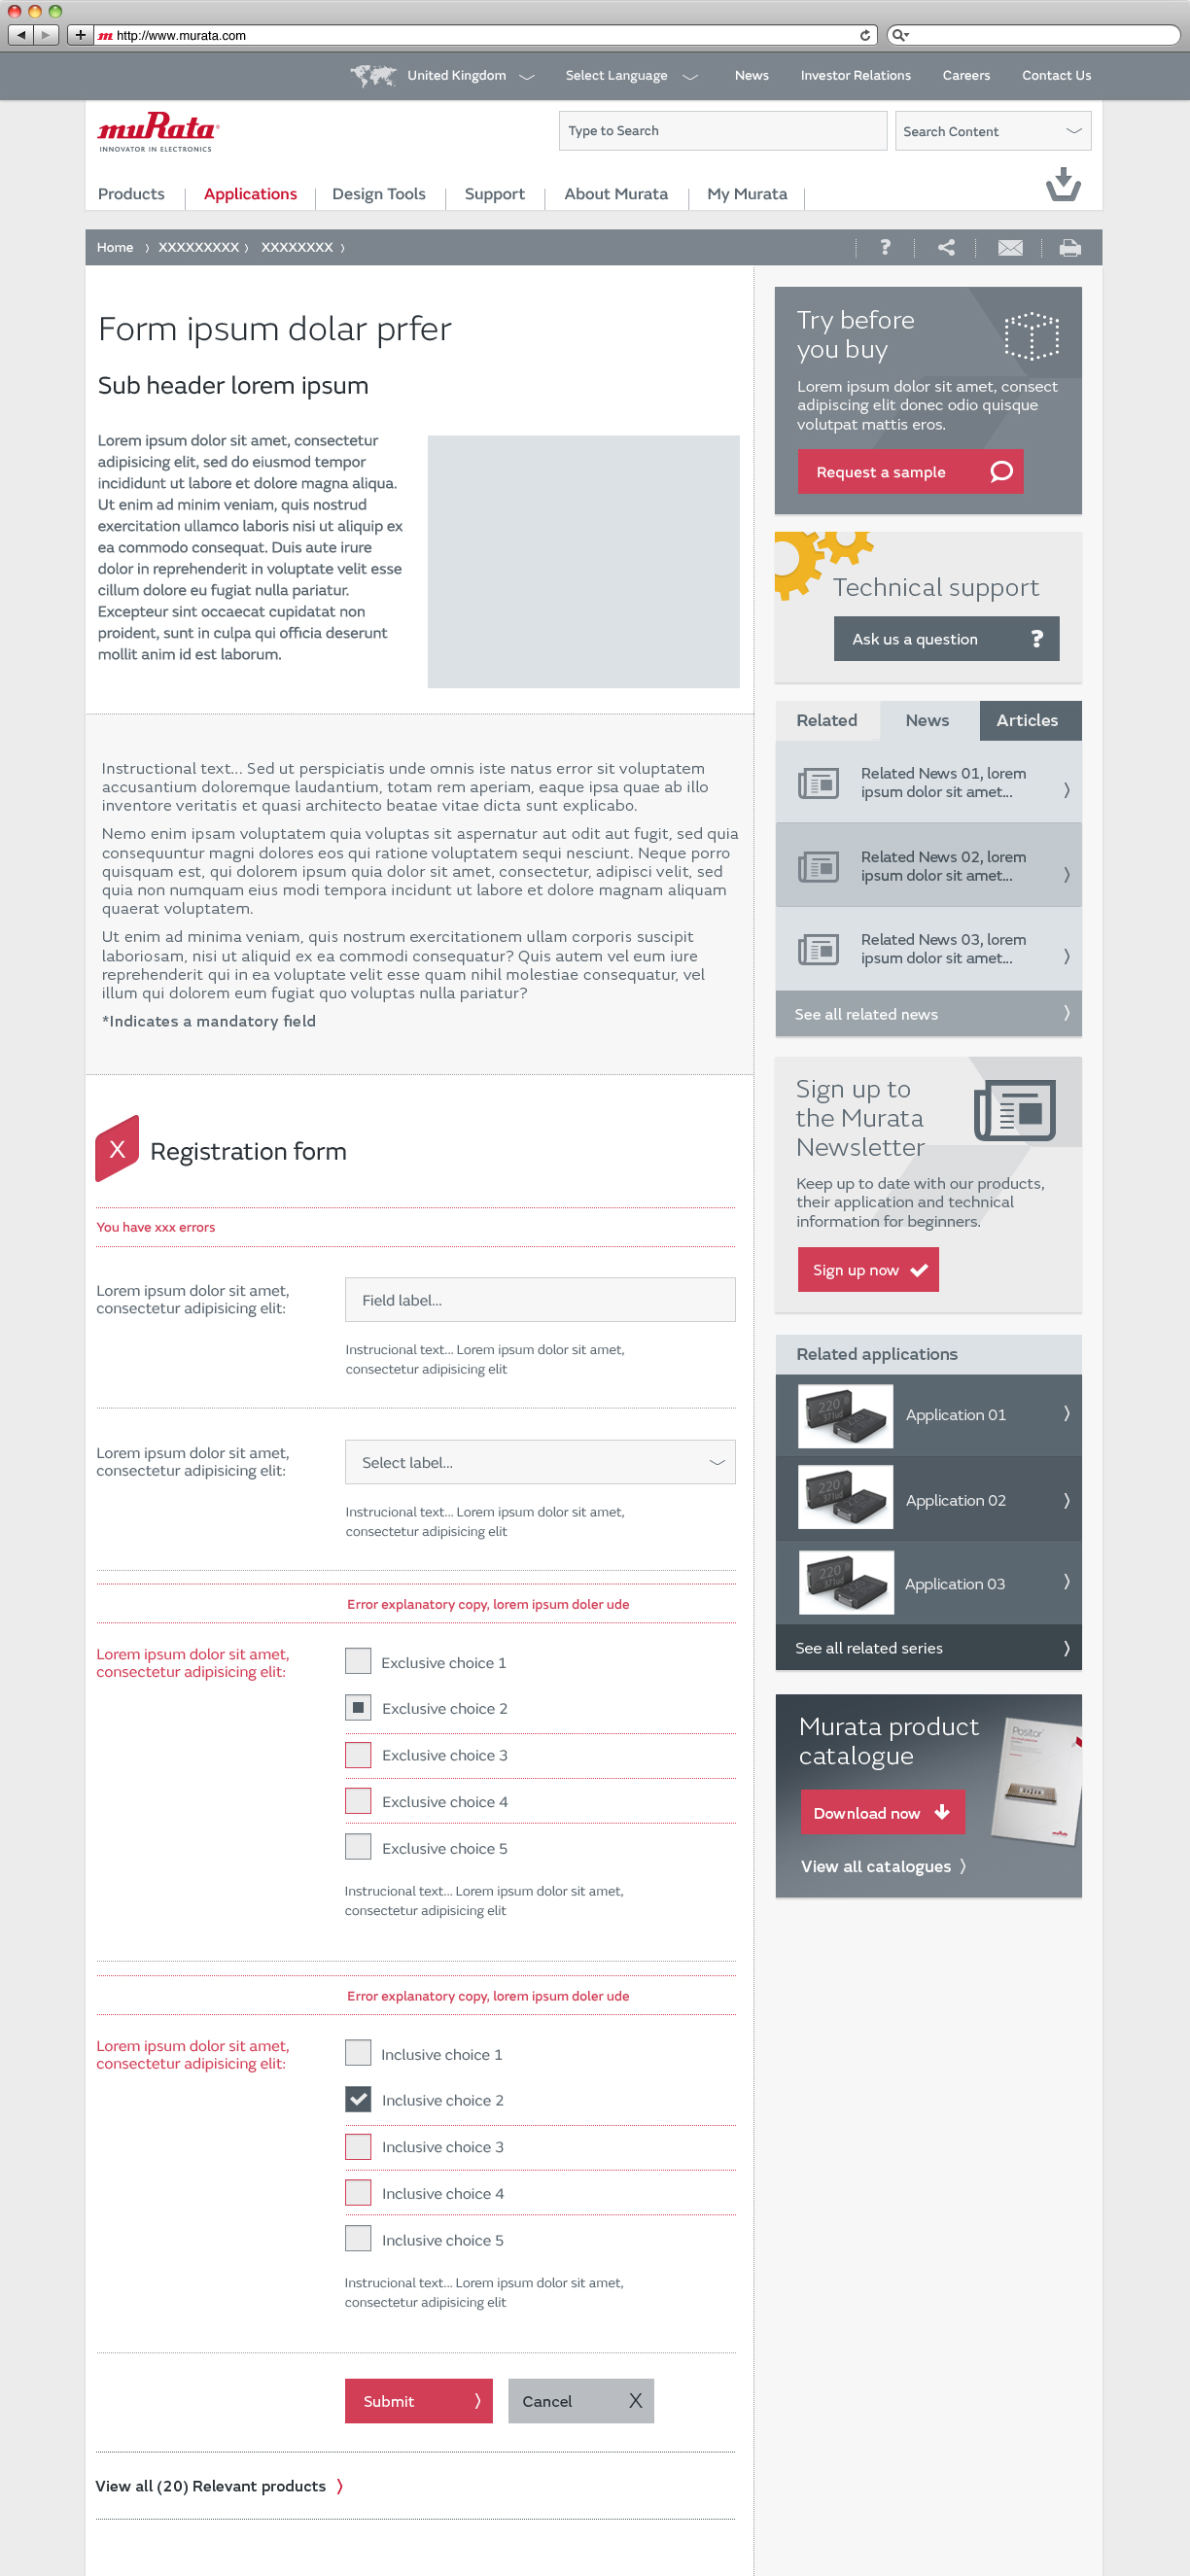 http://www.murata.com
United Kingdom
Select Language
News
Investor Relations
Careers
Contact Us
muRata
INNOVATOR IN ELECTRONICS
Type to Search
Search Content
Products
Applications
Design Tools
Support
About Murata
My Murata
Home
XXXXXXXXX
XXXXXXXX
Form ipsum dolar prfer
Sub header lorem ipsum
Lorem ipsum dolor sit amet, consectetur
adipisicing elit, sed do eiusmod tempor
incididunt ut labore et dolore magna aliqua.
Ut enim ad minim veniam, quis nostrud
exercitation ullamco laboris nisi ut aliquip ex
ea commodo consequat. Duis aute irure
dolor in reprehenderit in voluptate velit esse
cillum dolore eu fugiat nulla pariatur.
Excepteur sint occaecat cupidatat non
proident, sunt in culpa qui officia deserunt
mollit anim id est laborum.
Instructional text... Sed ut perspiciatis unde omnis iste natus error sit voluptatem
accusantium doloremque laudantium, totam rem aperiam, eaque ipsa quae ab illo
inventore veritatis et quasi architecto beatae vitae dicta sunt explicabo.
Nemo enim ipsam voluptatem quia voluptas sit aspernatur aut odit aut fugit, sed quia
consequuntur magni dolores eos qui ratione voluptatem sequi nesciunt. Neque porro
quisquam est, qui dolorem ipsum quia dolor sit amet, consectetur, adipisci velit, sed
quia non numquam eius modi tempora incidunt ut labore et dolore magnam aliquam
quaerat voluptatem.
Ut enim ad minima veniam, quis nostrum exercitationem ullam corporis suscipit
laboriosam, nisi ut aliquid ex ea commodi consequatur? Quis autem vel eum iure
reprehenderit qui in ea voluptate velit esse quam nihil molestiae consequatur, vel
illum qui dolorem eum fugiat quo voluptas nulla pariatur?
*Indicates a mandatory field
X
Registration form
You have xxx errors
Lorem ipsum dolor sit amet,
consectetur adipisicing elit:
Field label...
Instrucional text... Lorem ipsum dolor sit amet,
consectetur adipisicing elit
Lorem ipsum dolor sit amet,
consectetur adipisicing elit:
Select label...
Instrucional text... Lorem ipsum dolor sit amet,
consectetur adipisicing elit
Error explanatory copy, lorem ipsum doler ude
Lorem ipsum dolor sit amet,
consectetur adipisicing elit:
Exclusive choice 1
Exclusive choice 2
Exclusive choice 3
Exclusive choice 4
Exclusive choice 5
Instrucional text... Lorem ipsum dolor sit amet,
consectetur adipisicing elit
Error explanatory copy, lorem ipsum doler ude
Lorem ipsum dolor sit amet,
consectetur adipisicing elit:
Inclusive choice 1
Inclusive choice 2
Inclusive choice 3
Inclusive choice 4
Inclusive choice 5
Instrucional text... Lorem ipsum dolor sit amet,
consectetur adipisicing elit
Submit
Cancel X
View all (20) Relevant products
Try before
you buy
Lorem ipsum dolor sit amet, consect
adipiscing elit donec odio quisque
volutpat mattis eros.
Request a sample
Technical support
Ask us a question ?
Related
News
Articles
Related News 01, lorem
ipsum dolor sit amet...
Related News 02, lorem
ipsum dolor sit amet...
Related News 03, lorem
ipsum dolor sit amet...
See all related news
Sign up to
the Murata
Newsletter
Keep up to date with our products,
their application and technical
information for beginners.
Sign up now
Related applications
220
371ud
Application 01
220
371ud
Application 02
220
371ud
Application 03
See all related series
Murata product
catalogue
Positor
muRata
Download now
View all catalogues